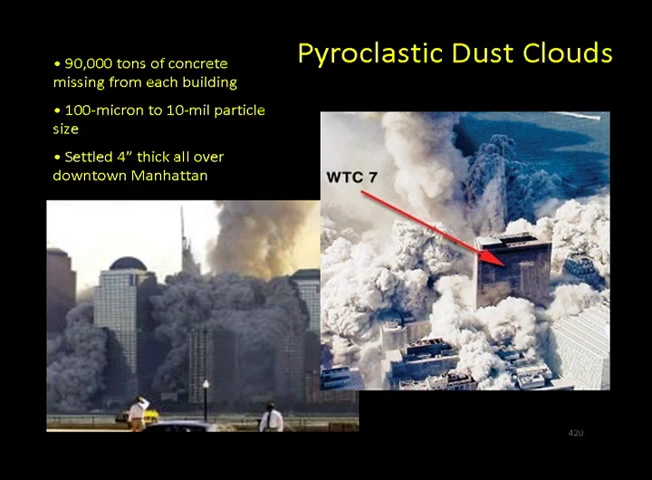 Pyroclastic Dust Clouds
• 90,000 tons of concrete
missing from each building
• 100-micron to 10-mil particle
size
• Settled 4” thick all over
downtown Manhattan
WTC 7
420